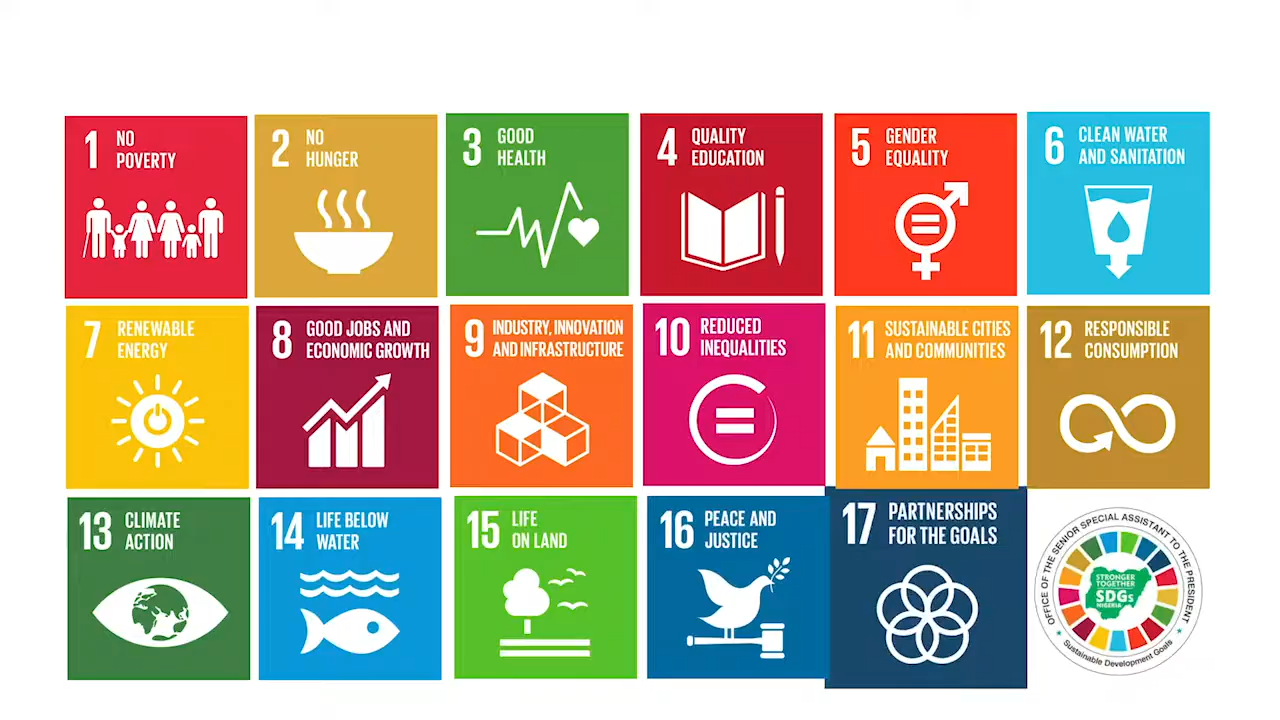 1 NO
POVERTY
2 NO
HUNGER
3 GOOD
HEALTH
4 QUALITY
EDUCATION
5 GENDER
EQUALITY
6 CLEAN WATER
AND SANITATION
7 RENEWABLE
ENERGY
8 GOOD JOBS AND
ECONOMIC GROWTH
9 INDUSTRY, INNOVATION
AND INFRASTRUCTURE
10 REDUCED
INEQUALITIES
11 SUSTAINABLE CITIES
AND COMMUNITIES
12 RESPONSIBLE
CONSUMPTION
13 CLIMATE
ACTION
14 LIFE BELOW
WATER
15 LIFE
ON LAND
16 PEACE AND
JUSTICE
17 PARTNERSHIPS
FOR THE GOALS
OFFICE OF THE SENIOR SPECIAL ASSISTANT TO THE PRESIDENT
STRONGER
TOGETHER
SDGs
NIGERIA
Sustainable Development Goals